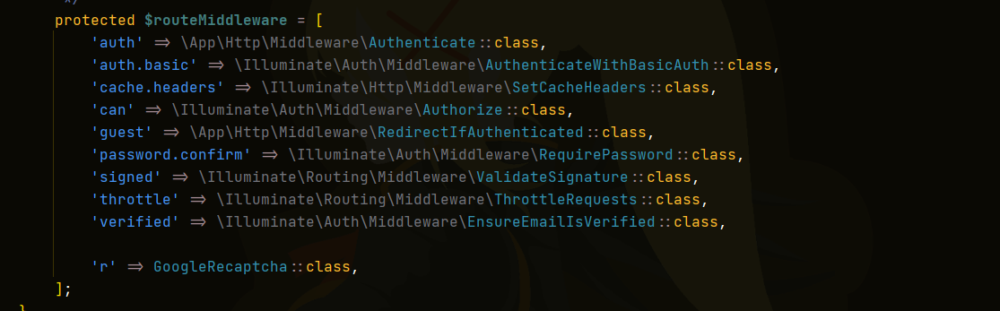 */
protected $routeMiddleware = [
'auth' => \App\Http\Middleware\Authenticate::class,
'auth.basic' => \Illuminate\Auth\Middleware\AuthenticateWithBasicAuth::class,
'cache.headers' => \Illuminate\Http\Middleware\SetCacheHeaders::class,
'can' => \Illuminate\Auth\Middleware\Authorize::class,
'guest' => \App\Http\Middleware\RedirectIfAuthenticated::class,
'password.confirm' => \Illuminate\Auth\Middleware\RequirePassword::class,
'signed' => \Illuminate\Routing\Middleware\ValidateSignature::class,
'throttle' => \Illuminate\Routing\Middleware\ThrottleRequests::class,
'verified' => \Illuminate\Auth\Middleware\EnsureEmailIsVerified::class,
'r' => GoogleRecaptcha::class,
];
}